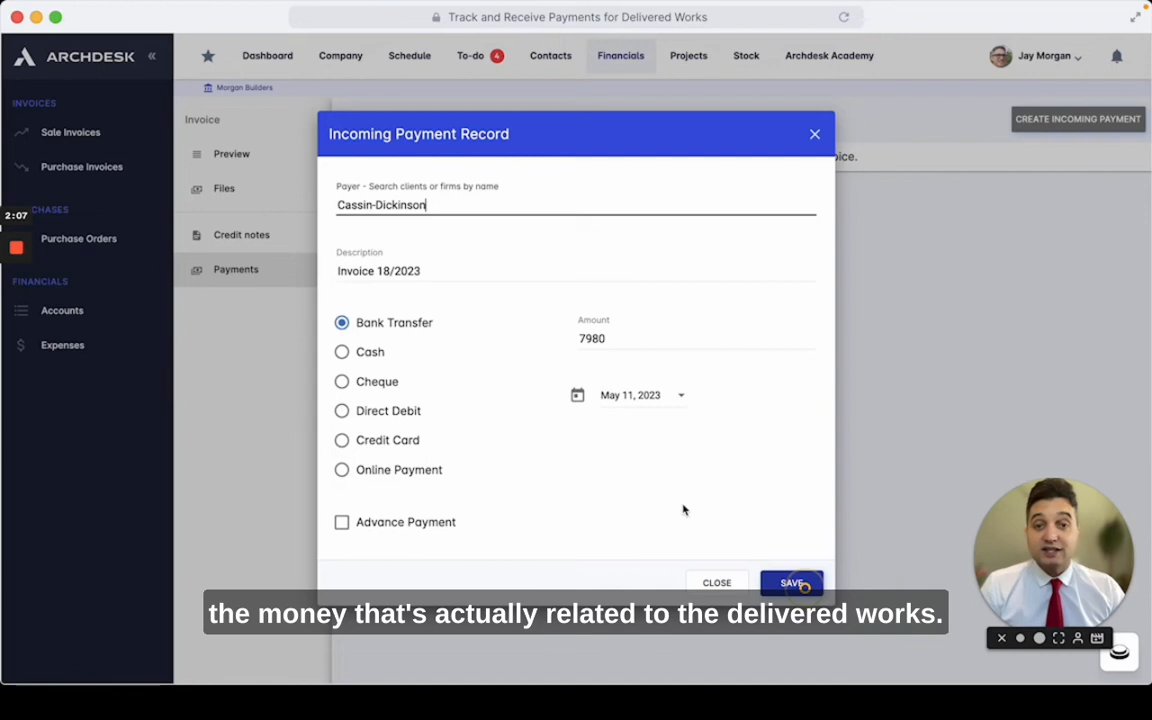 Track and Receive Payments for Delivered Works
ARCHDESK «
Dashboard Company Schedule To-do 4 Contacts Financials Projects Stock Archdesk Academy Jay Morgan
Morgan Builders
INVOICES
Sale Invoices
Purchase Invoices
2:07
CHASES
Purchase Orders
FINANCIALS
Accounts
Expenses
Invoice
Preview
Files
Credit notes
Payments
CREATE INCOMING PAYMENT
oice.
Incoming Payment Record
Payer - Search clients or firms by name
Cassin-Dickinson
Description
Invoice 18/2023
Bank Transfer
Cash
Cheque
Direct Debit
Credit Card
Online Payment
Amount
7980
May 11, 2023
Advance Payment
CLOSE SAVE
the money that's actually related to the delivered works.